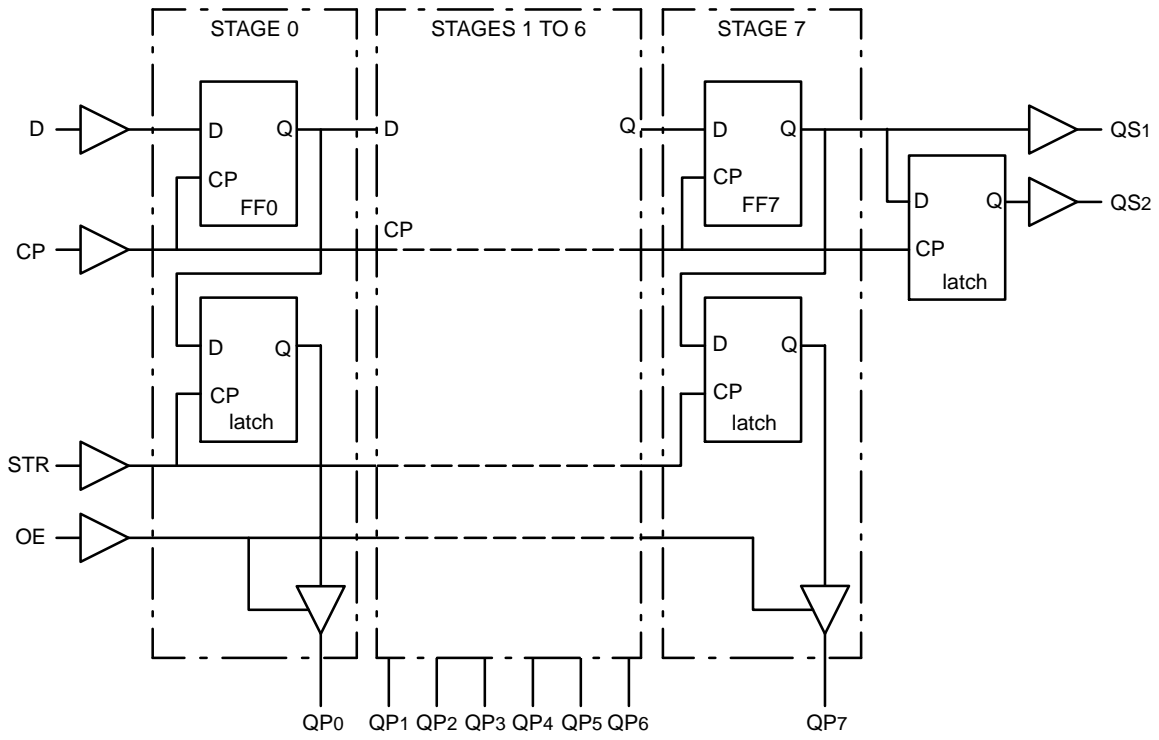 STAGE 0
STAGES 1 TO 6
STAGE 7
D
D
Q
D
Q
D
Q
QS1
CP
FF0
CP
FF7
D
Q
QS2
CP
CP
CP
latch
D
Q
D
Q
CP
latch
CP
latch
STR
OE
QP0
QP1
QP2
QP3
QP4
QP5
QP6
QP7